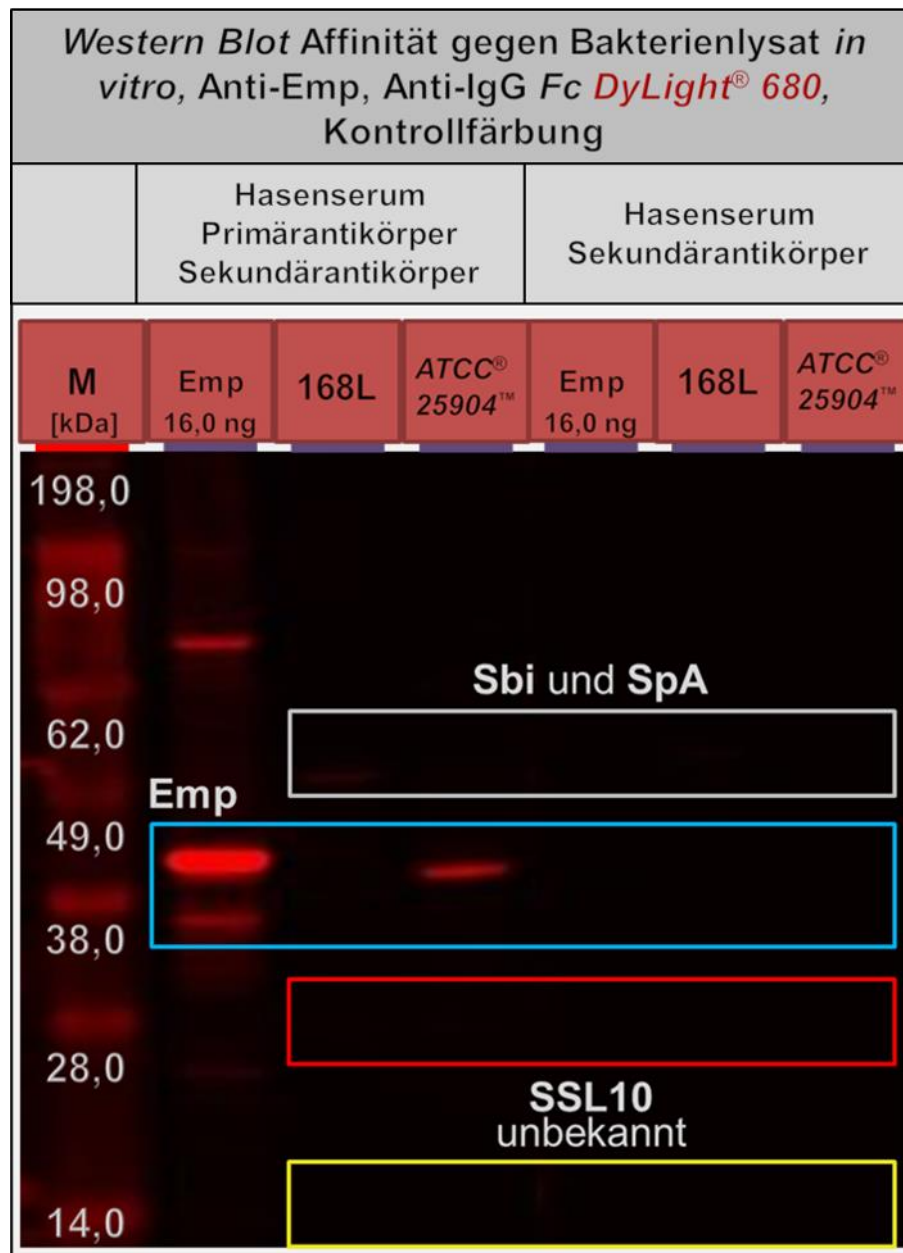 Western Blot Affinität gegen Bakterienlysat in
vitro, Anti-Emp, Anti-IgG Fc DyLight® 680,
Kontrollfärbung
Hasenserum
Primärantikörper
Sekundärantikörper
Hasenserum
Sekundärantikörper
M
[kDa]
Emp
16,0 ng
168L
ATCC®
25904™
Emp
16,0 ng
168L
ATCC®
25904™
198,0
98,0
Sbi und SpA
62,0
Emp
49,0
38,0
28,0
SSL10
unbekannt
14,0